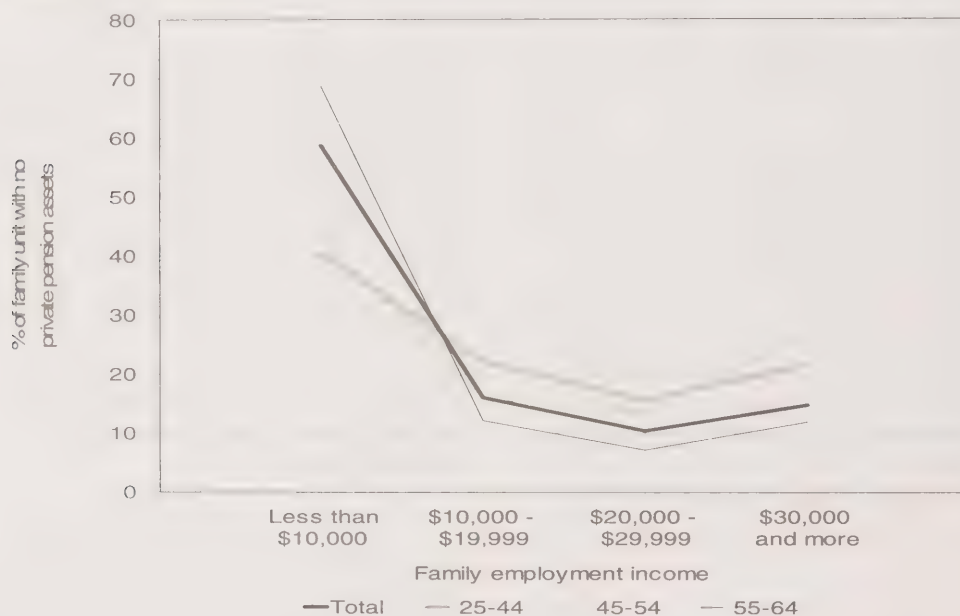 80
70
60
50
40
30
20
10
0
% of family unit with no
private pension assets
Less than
$10,000
$10,000 -
$19,999
$20,000 -
$29,999
$30,000
and more
Family employment income
Total 25-44 45-54 55-64